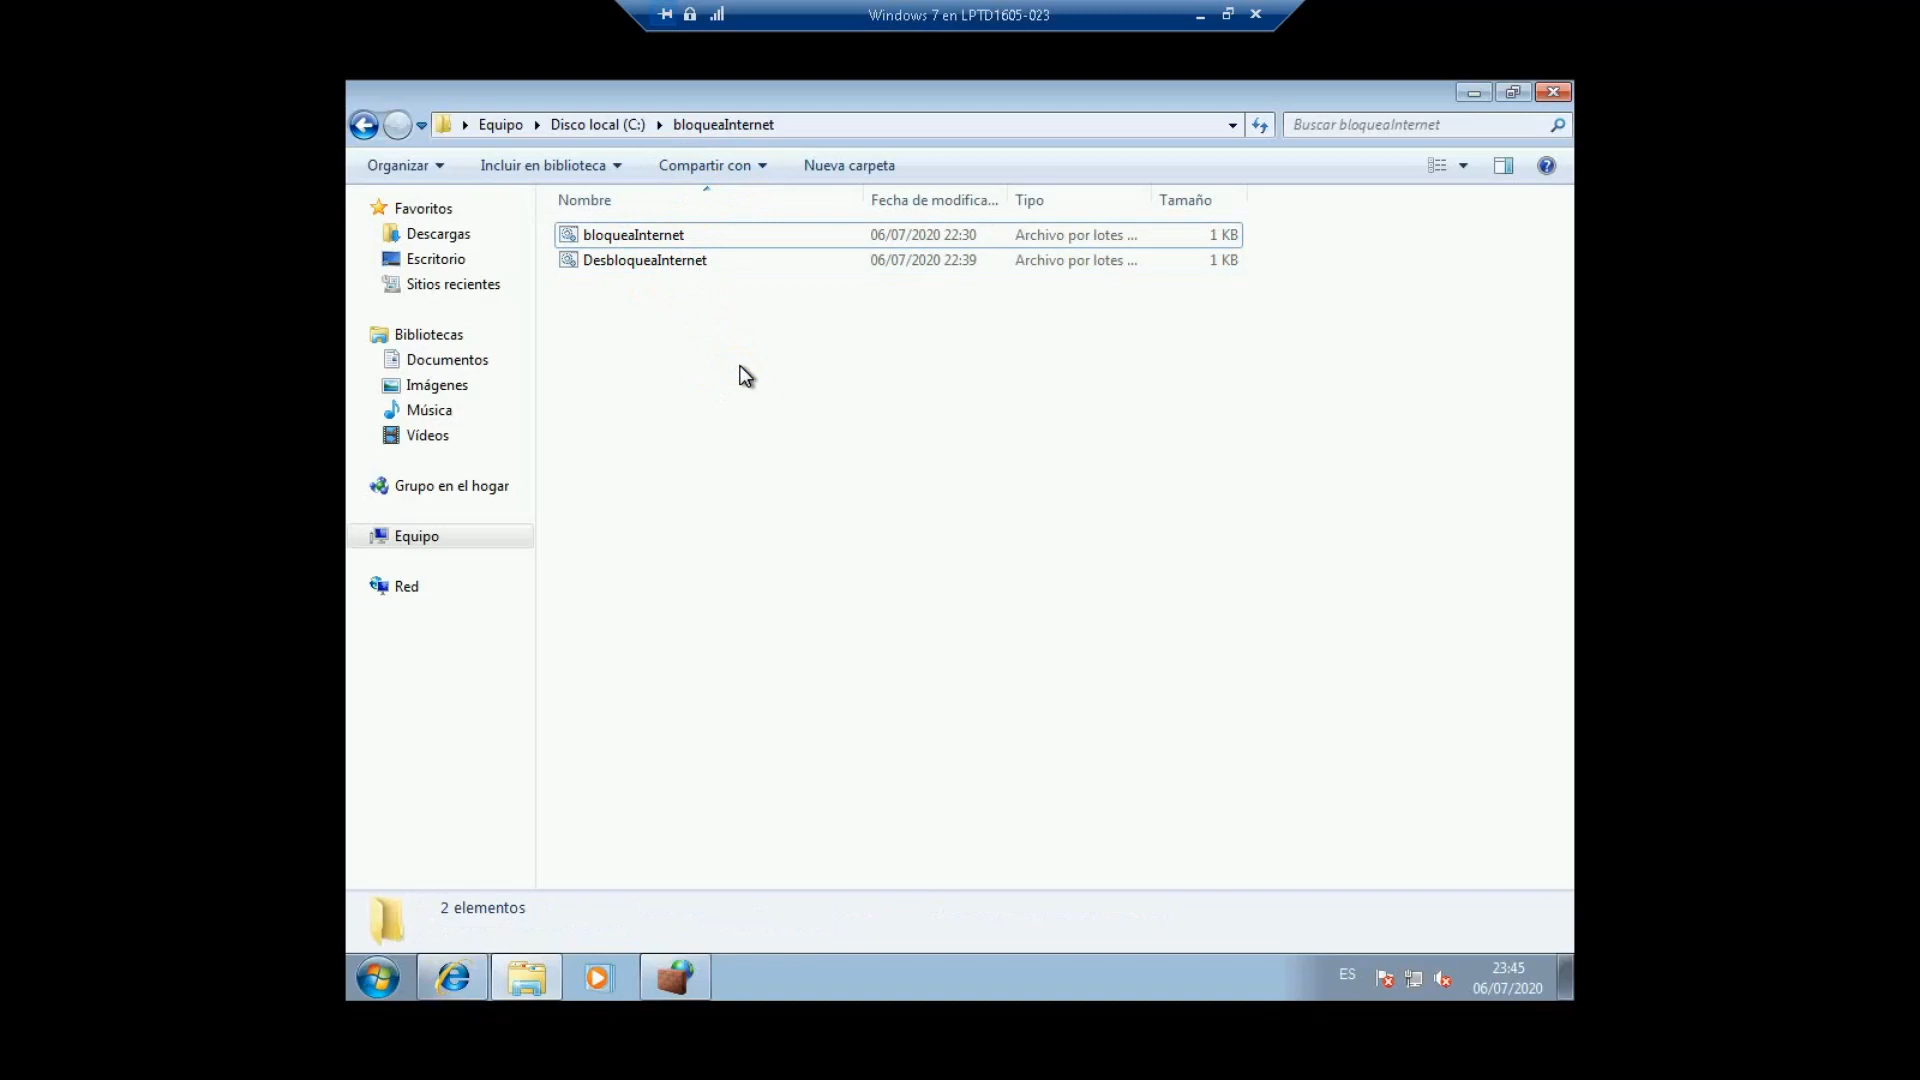 Windows 7 en LPTD1605-023
Equipo Disco local (C:) bloqueaInternet
Buscar bloqueaInternet
Organizar Incluir en biblioteca Compartir con Nueva carpeta
Nombre Fecha de modifica... Tipo Tamaño
bloqueaInternet 06/07/2020 22:30 Archivo por lotes ... 1 KB
DesbloqueaInternet 06/07/2020 22:39 Archivo por lotes ... 1 KB
Favoritos
Descargas
Escritorio
Sitios recientes
Bibliotecas
Documentos
Imágenes
Música
Vídeos
Grupo en el hogar
Equipo
Red
2 elementos
ES
23:45
06/07/2020